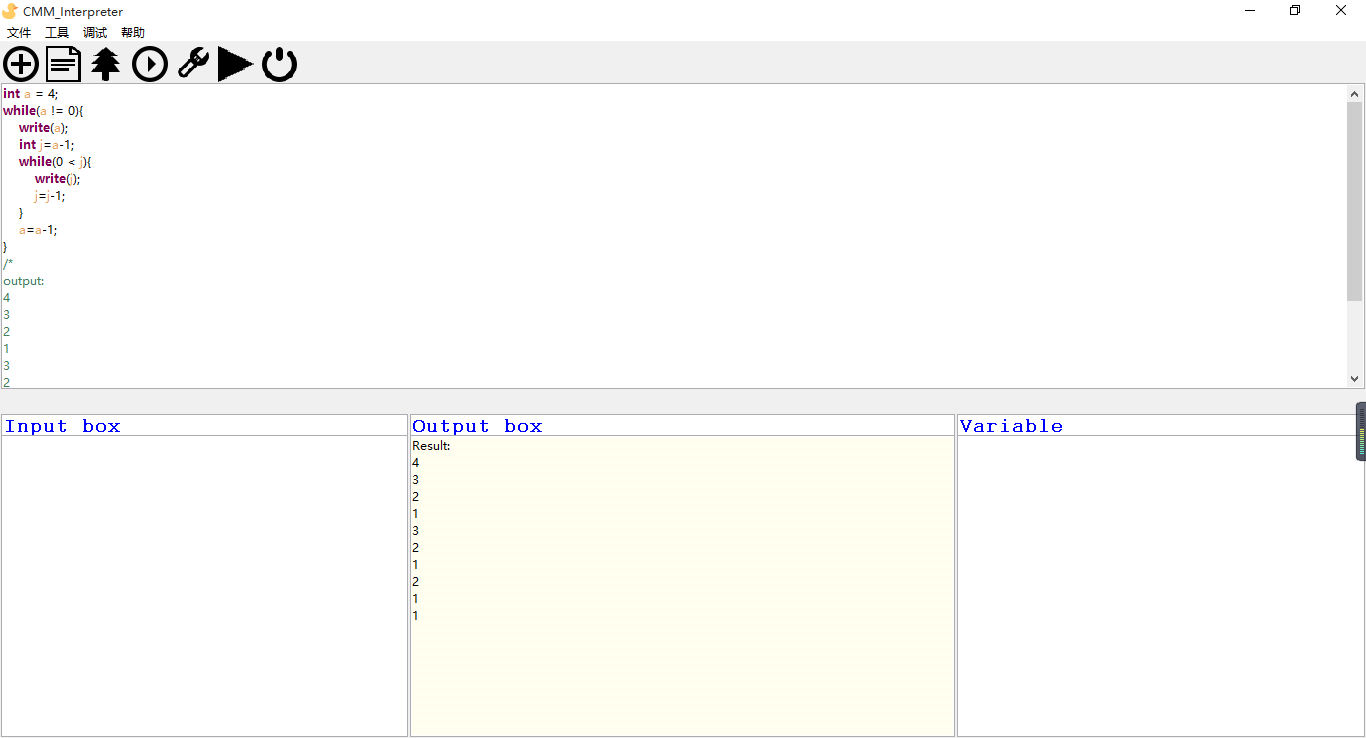 CMM_Interpreter
文件 工具 调试 帮助
int a = 4;
while(a != 0){
write(a);
int j=a-1;
while(0 < j){
write(j);
j=j-1;
}
a=a-1;
}
/*
output:
4
3
2
1
3
2
Input box
Output box
Variable
Result:
4
3
2
1
3
2
1
2
1
1